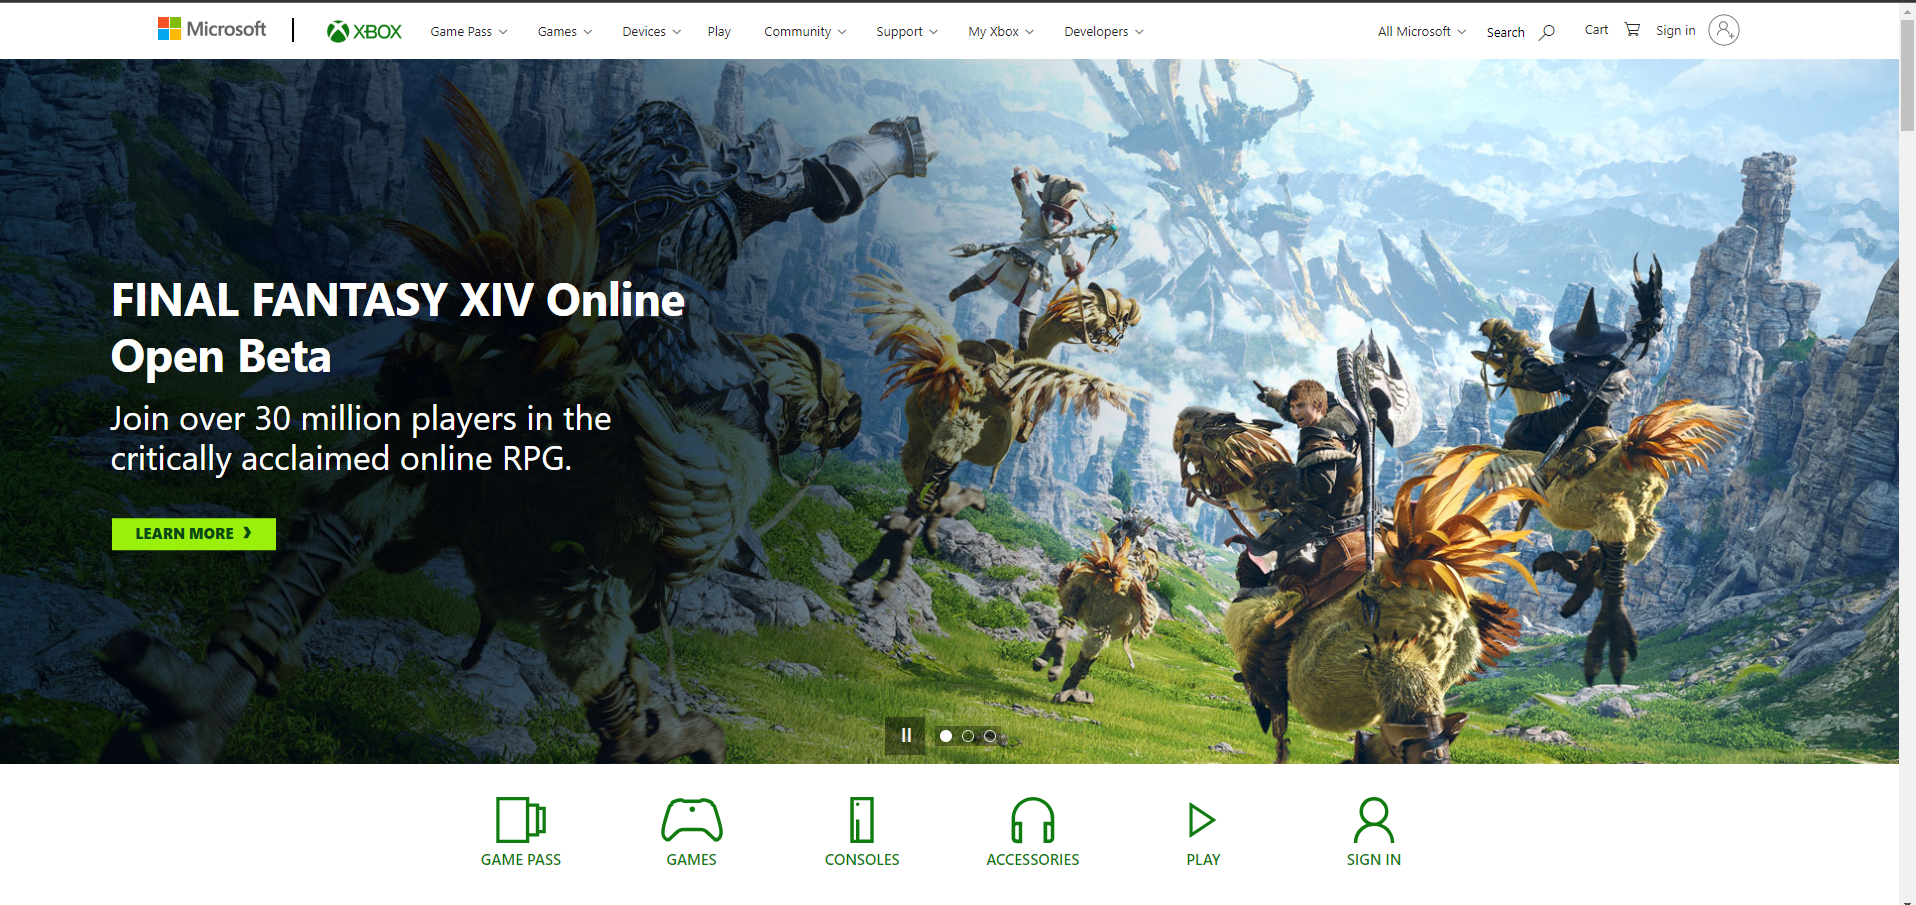 Microsoft
XBOX
Game Pass
Games
Devices
Play
Community
Support
My Xbox
Developers
All Microsoft
Search
Cart
Sign in
FINAL FANTASY XIV Online
Open Beta
Join over 30 million players in the
critically acclaimed online RPG.
LEARN MORE
GAME PASS
GAMES
CONSOLES
ACCESSORIES
PLAY
SIGN IN